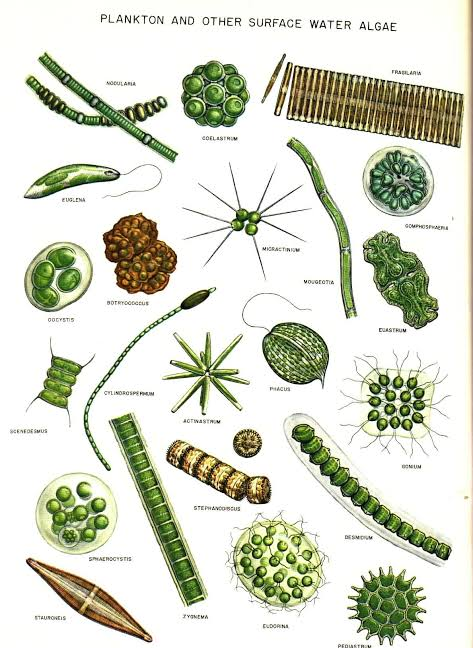 PLANKTON AND OTHER SURFACE WATER ALGAE
NODULARIA
COELASTRUM
FRAGILARIA
EUGLENA
GOMPHOSPHAERIA
MICRACTINIUM
MOUGEOTIA
BOTRYOCOCCUS
OOCYSTIS
EUASTRUM
CYLINDROSPERMUM
PHACUS
ACTINASTRUM
SCENEDESMUS
GONIUM
STEPHANODISCUS
DESMIDIUM
SPHAEROCYSTIS
STAURONEIS
ZYGNEMA
EUDORINA
PEDIASTRUM